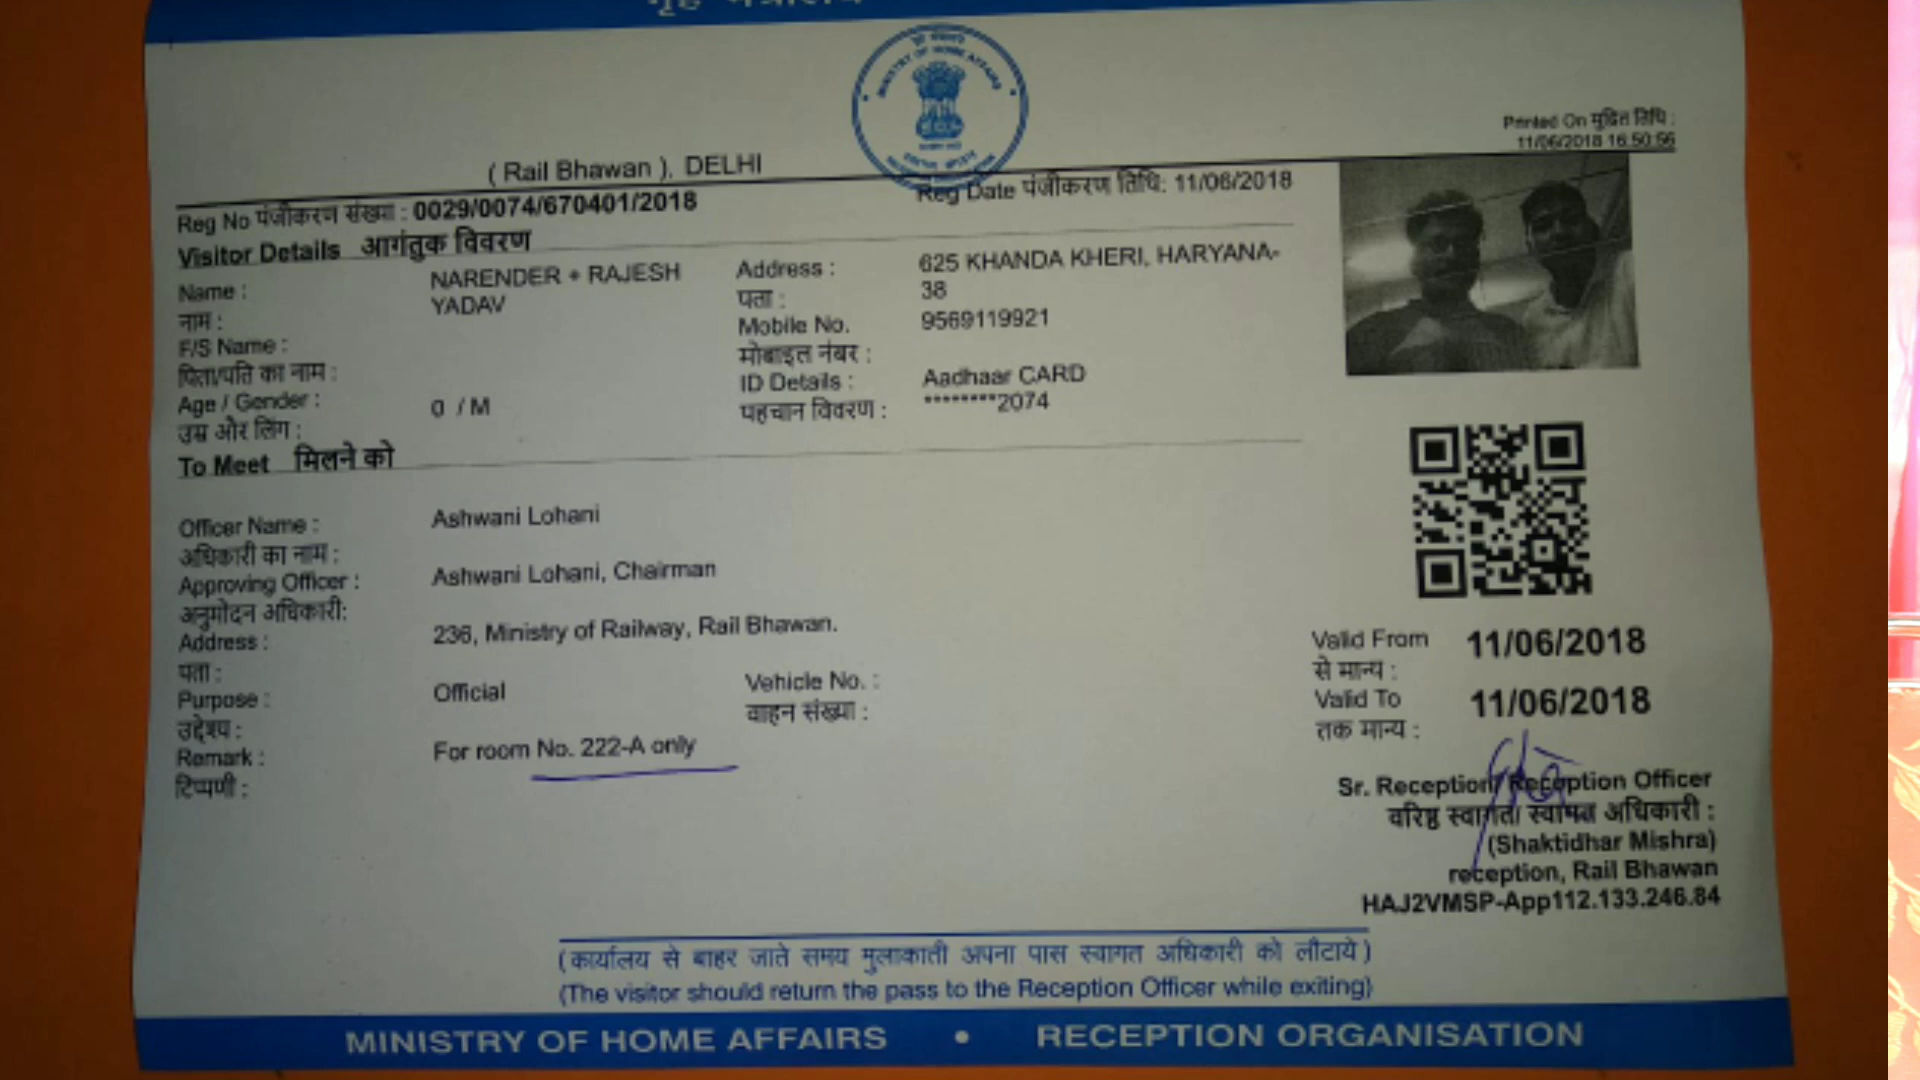 गृह मंत्रालय
MINISTRY OF HOME AFFAIRS
( Rail Bhawan ), DELHI
Printed On मुद्रित तिथि :
11/06/2018 16:50:56
Reg No पंजीकरण संख्या : 0029/0074/670401/2018
Reg Date पंजीकरण तिथि: 11/06/2018
Visitor Details आगंतुक विवरण
Name : NARENDER + RAJESH
नाम : YADAV
F/S Name :
पिता/पति का नाम :
Age / Gender : 0 / M
उम्र और लिंग :
Address : 625 KHANDA KHERI, HARYANA-
पता : 38
Mobile No. 9569119921
मोबाइल नंबर :
ID Details : Aadhaar CARD
पहचान विवरण : ********2074
To Meet मिलने को
Officer Name : Ashwani Lohani
अधिकारी का नाम :
Approving Officer : Ashwani Lohani, Chairman
अनुमोदन अधिकारी:
Address : 236, Ministry of Railway, Rail Bhawan.
पता :
Purpose : Official
उद्देश्य :
Vehicle No. :
वाहन संख्या :
Remark : For room No. 222-A only
टिप्पणी :
Valid From 11/06/2018
से मान्य :
Valid To 11/06/2018
तक मान्य :
Sr. Reception/ Reception Officer
वरिष्ठ स्वागत/ स्वागत अधिकारी :
(Shaktidhar Mishra)
reception, Rail Bhawan
HAJ2VMSP-App112.133.246.84
(कार्यालय से बाहर जाते समय मुलाकाती अपना पास स्वागत अधिकारी को लौटाये)
(The visitor should return the pass to the Reception Officer while exiting)
MINISTRY OF HOME AFFAIRS • RECEPTION ORGANISATION